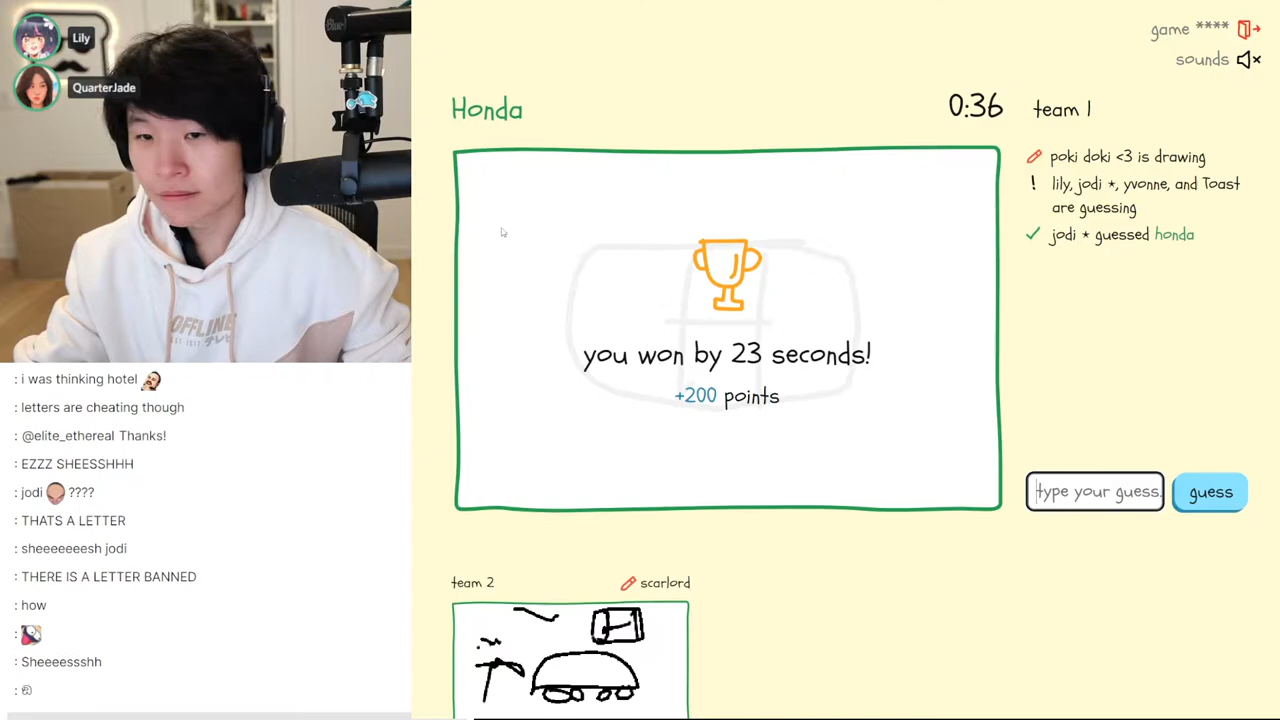 Lily
QuarterJade
OFFLINE
: i was thinking hotel
: letters are cheating though
: @elite_ethereal Thanks!
: EZZZ SHEESSHHH
: jodi ????
: THATS A LETTER
: sheeeeeeesh jodi
: THERE IS A LETTER BANNED
: how
:
: Sheeeessshh
:
Honda
0:36
H
you won by 23 seconds!
+200 points
team 2
scarlord
game ****
sounds
team 1
poki doki <3 is drawing
! lily, jodi ★, yvonne, and Toast
are guessing
jodi ★ guessed honda
type your guess.
guess